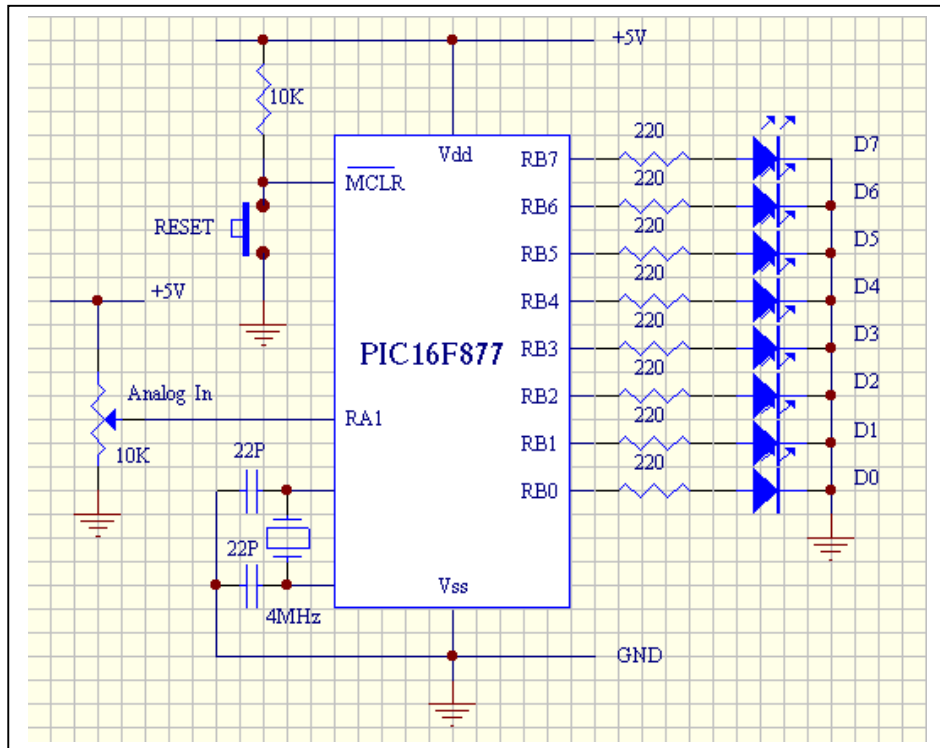 +5V
10K
220
D7
Vdd
RB7
220
MCLR
D6
RB6
220
RESET
D5
RB5
220
+5V
D4
RB4
220
D3
PIC16F877
RB3
220
D2
Analog In
RB2
220
RA1
D1
10K
22P
RB1
220
D0
RB0
22P
Vss
4MHz
GND